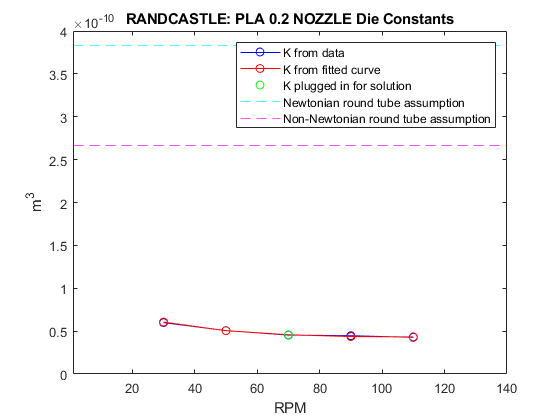 RANDCASTLE: PLA 0.2 NOZZLE Die Constants
×10^-10
4
3.5
3
2.5
2
1.5
1
0.5
0
m^3
K from data
K from fitted curve
K plugged in for solution
Newtonian round tube assumption
Non-Newtonian round tube assumption
20 40 60 80 100 120 140
RPM